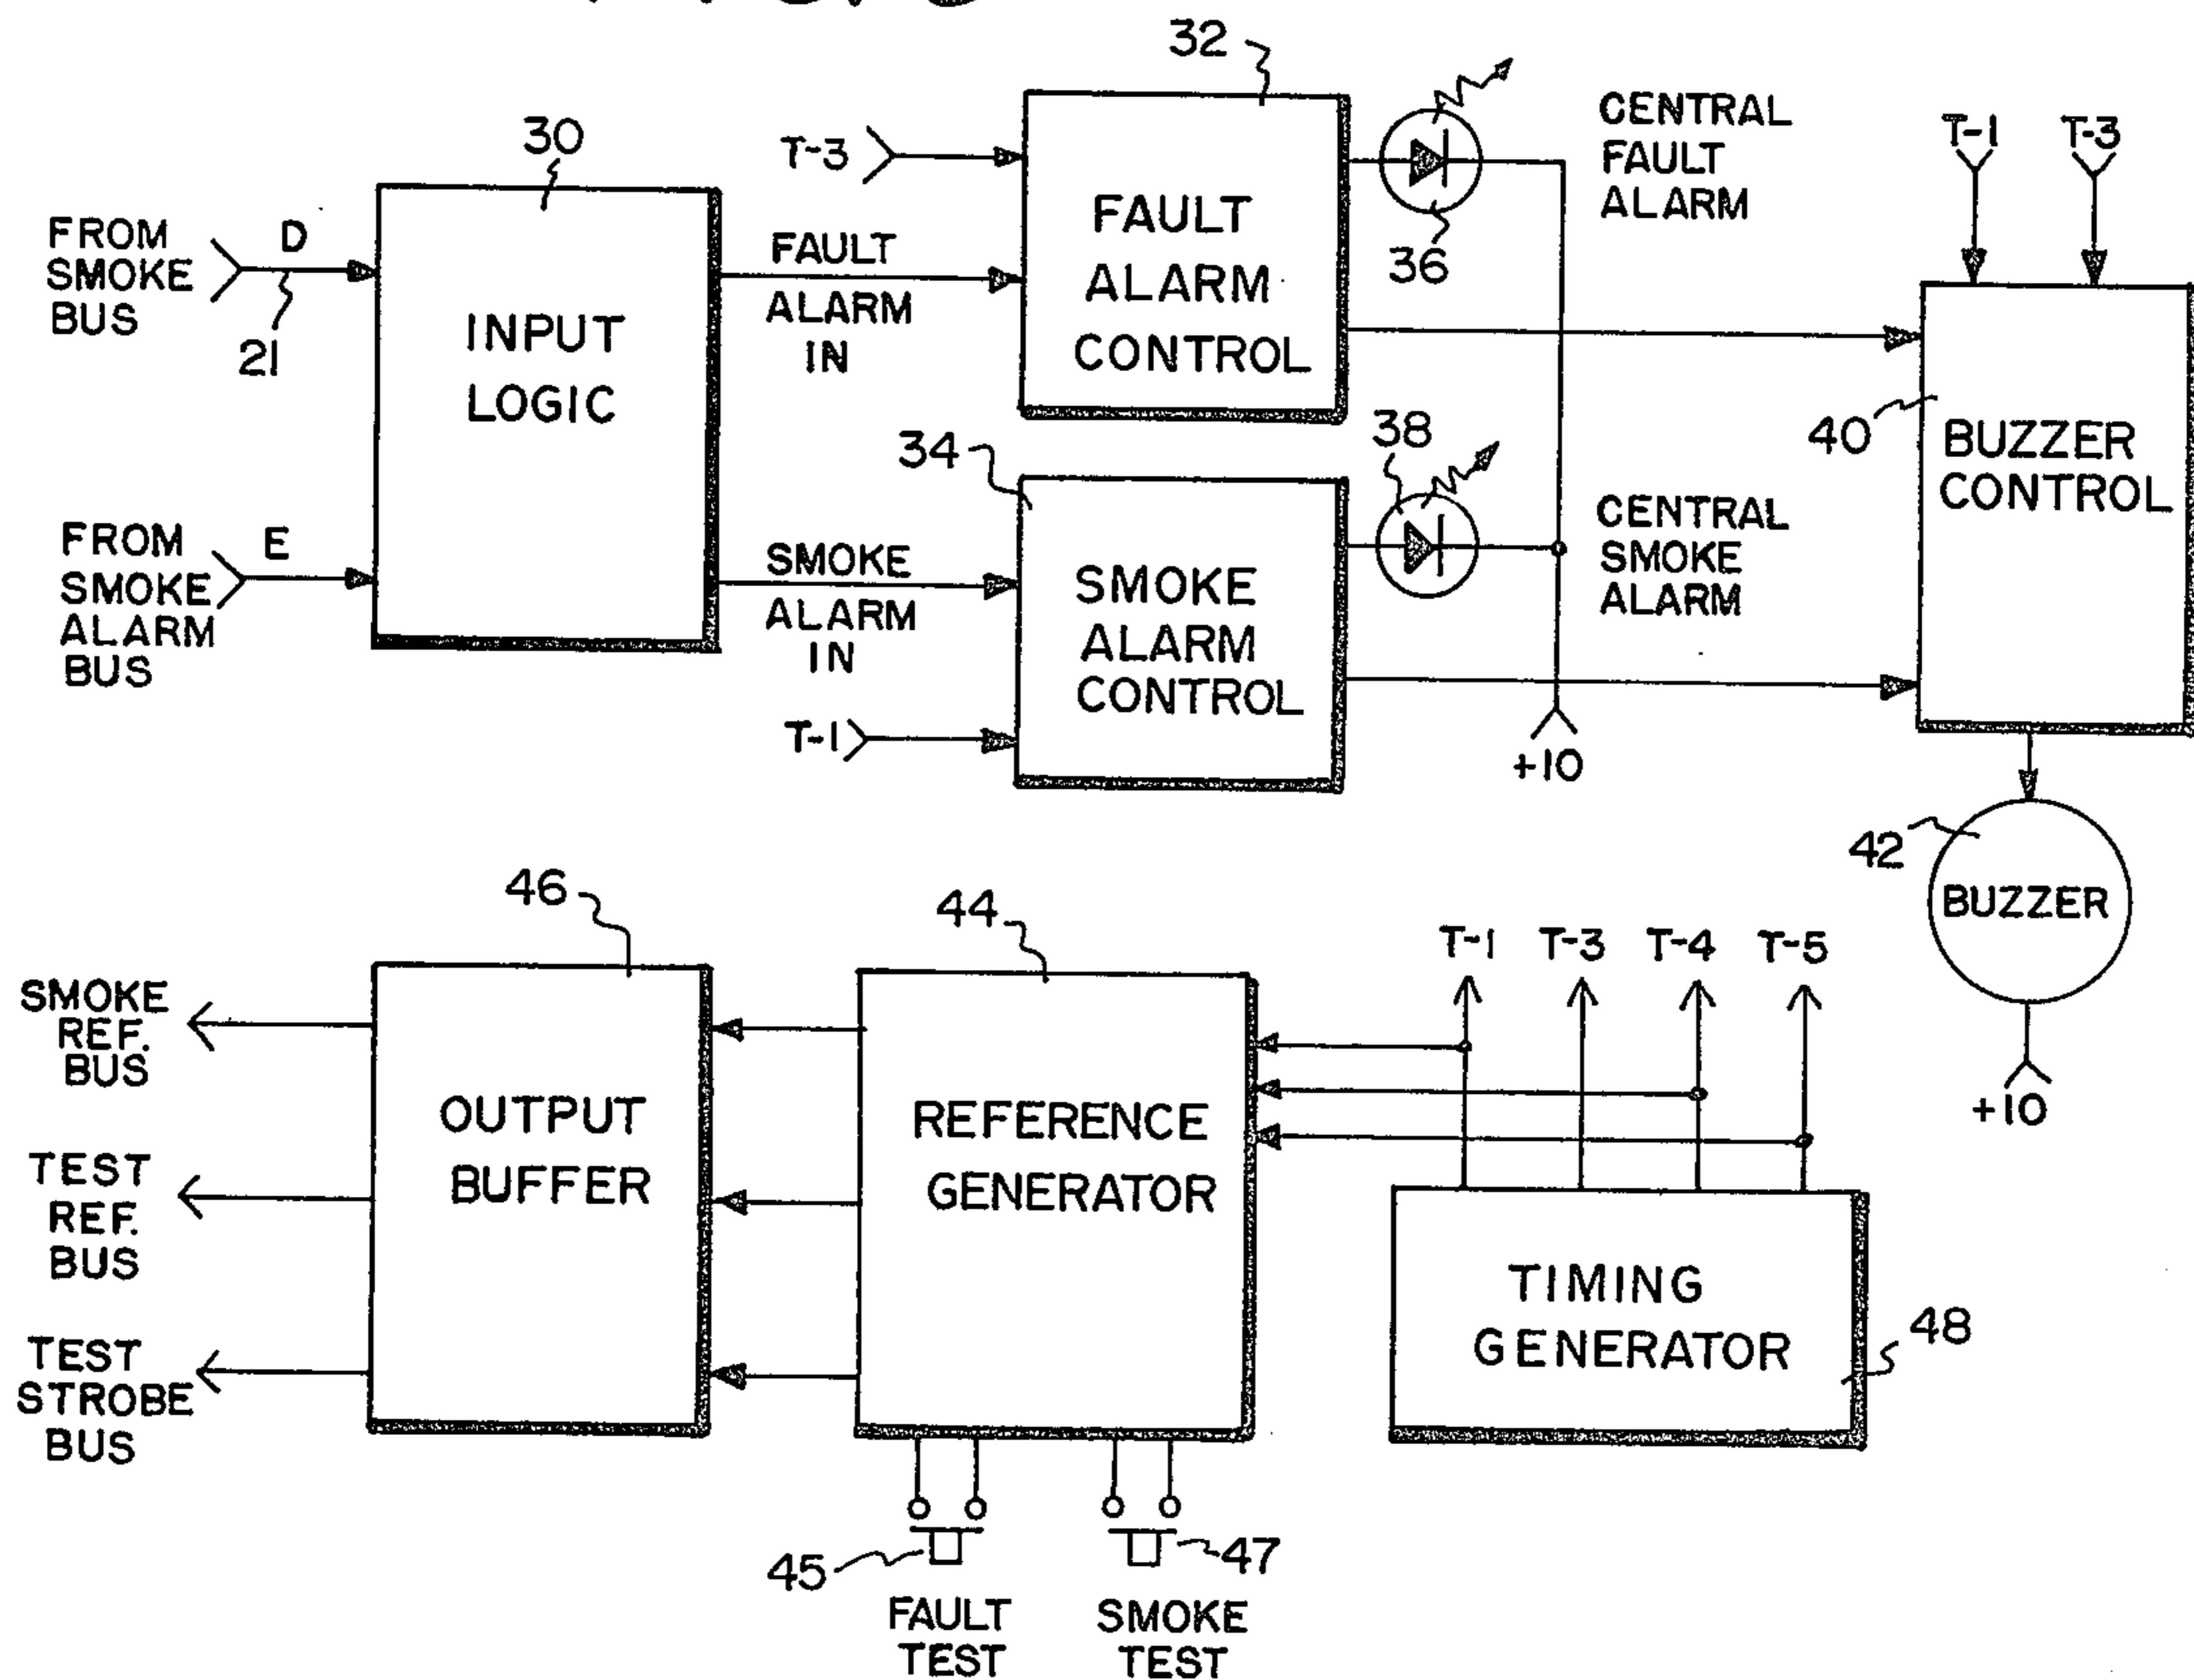 32
30
T-3
CENTRAL
FAULT
ALARM
T-1
T-3
FROM
SMOKE
BUS
D
21
INPUT
LOGIC
FAULT
ALARM
IN
FAULT
ALARM
CONTROL
36
34
38
40
BUZZER
CONTROL
FROM
SMOKE
ALARM
BUS
E
SMOKE
ALARM
IN
T-1
SMOKE
ALARM
CONTROL
CENTRAL
SMOKE
ALARM
+10
42
BUZZER
+10
46
44
T-1
T-3
T-4
T-5
SMOKE
REF.
BUS
TEST
REF.
BUS
TEST
STROBE
BUS
OUTPUT
BUFFER
REFERENCE
GENERATOR
TIMING
GENERATOR
48
45
47
FAULT
TEST
SMOKE
TEST